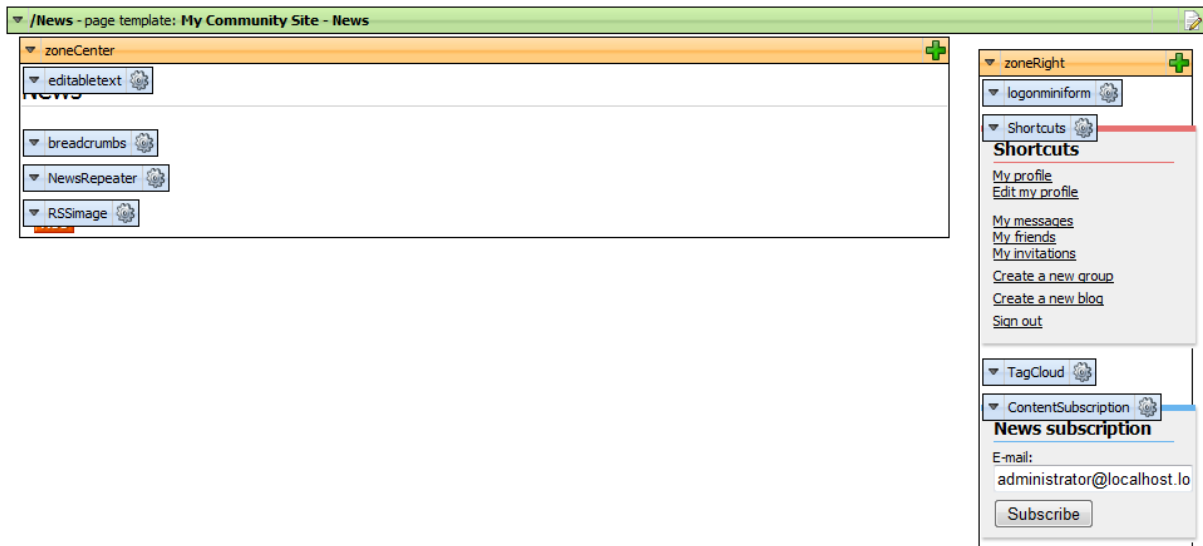 /News - page template: My Community Site - News
zoneCenter
editabletext
News
breadcrumbs
NewsRepeater
RSSimage
zoneRight
logonminiform
Shortcuts
Shortcuts
My profile
Edit my profile
My messages
My friends
My invitations
Create a new group
Create a new blog
Sign out
TagCloud
ContentSubscription
News subscription
E-mail:
administrator@localhost.lo
Subscribe